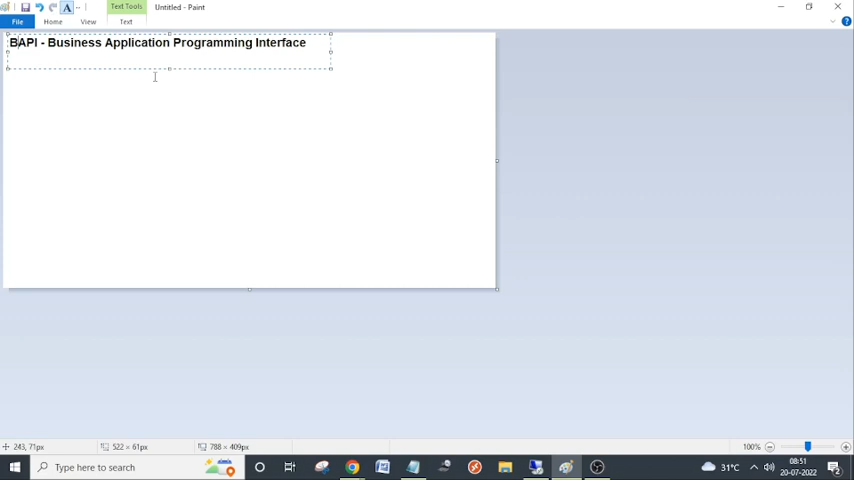 Text Tools
Untitled - Paint
File
Home
View
Text
BAPI - Business Application Programming Interface
243, 71px
522 × 61px
788 × 409px
100%
Type here to search
31°C
08:51
20-07-2022
2